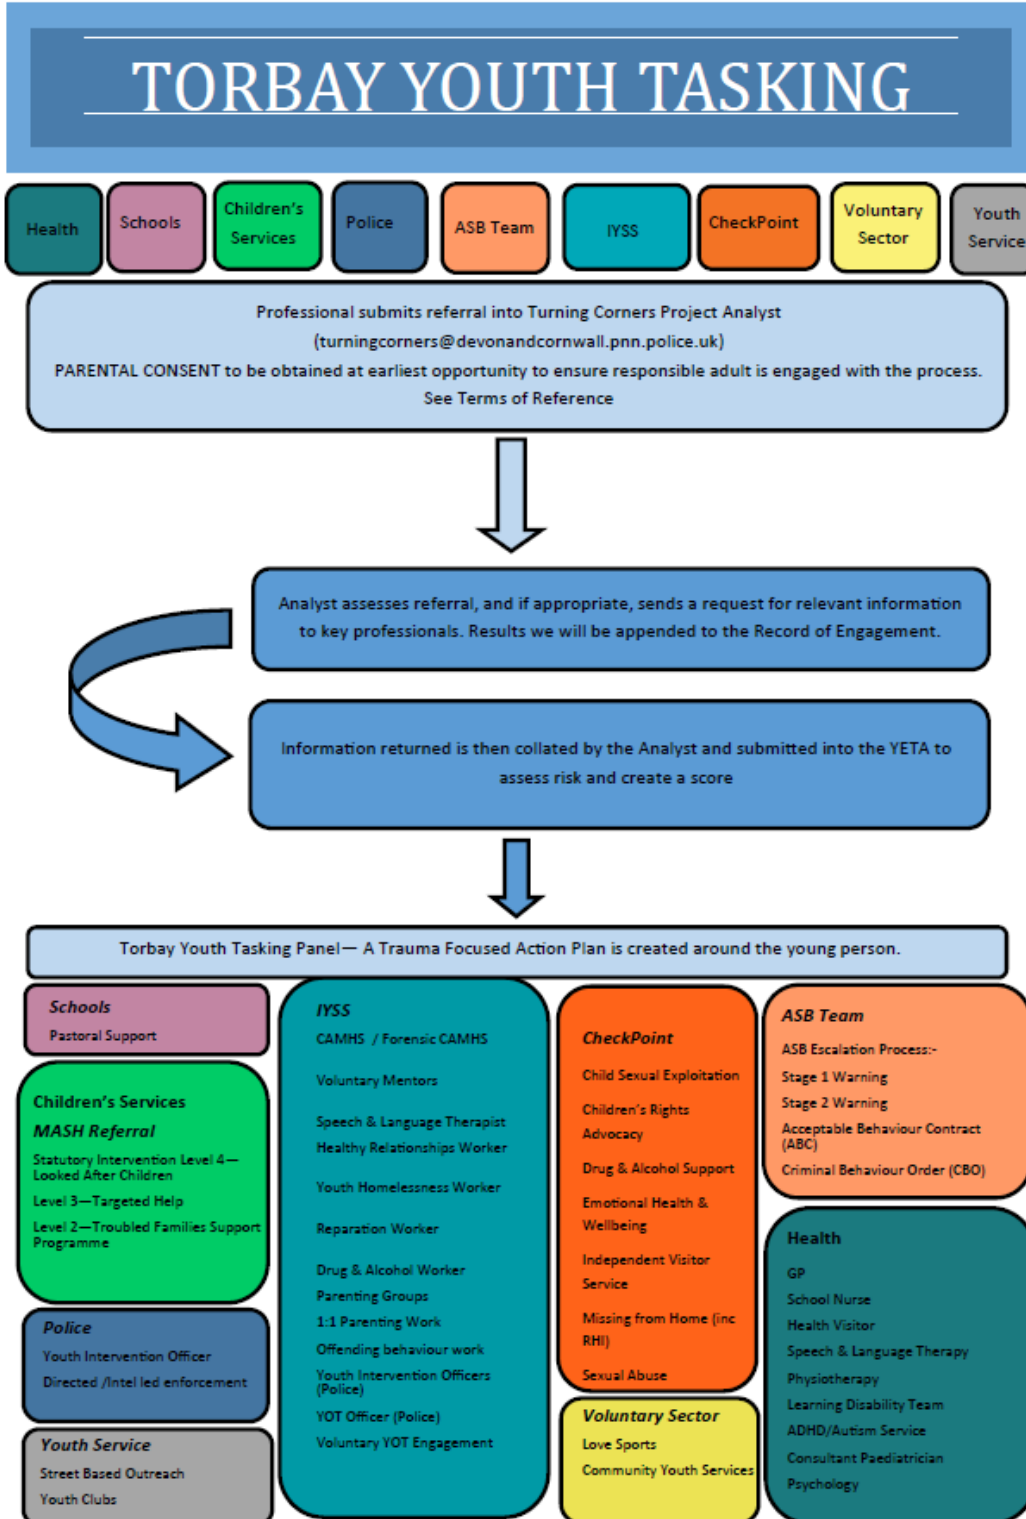 TORBAY YOUTH TASKING
Health
Schools
Children's
Services
Police
ASB Team
IYSS
CheckPoint
Voluntary
Sector
Youth
Service
Professional submits referral into Turning Corners Project Analyst
(turningcorners@devonandcornwall.pnn.police.uk)
PARENTAL CONSENT to be obtained at earliest opportunity to ensure responsible adult is engaged with the process.
See Terms of Reference
Analyst assesses referral, and if appropriate, sends a request for relevant information
to key professionals. Results we will be appended to the Record of Engagement.
Information returned is then collated by the Analyst and submitted into the YETA to
assess risk and create a score
Torbay Youth Tasking Panel— A Trauma Focused Action Plan is created around the young person.
Schools
Pastoral Support
Children's Services
MASH Referral
Statutory Intervention Level 4—
Looked After Children
Level 3—Targeted Help
Level 2—Troubled Families Support
Programme
Police
Youth Intervention Officer
Directed /Intel led enforcement
Youth Service
Street Based Outreach
Youth Clubs
IYSS
CAMHS / Forensic CAMHS
Voluntary Mentors
Speech & Language Therapist
Healthy Relationships Worker
Youth Homelessness Worker
Reparation Worker
Drug & Alcohol Worker
Parenting Groups
1:1 Parenting Work
Offending behaviour work
Youth Intervention Officers
(Police)
YOT Officer (Police)
Voluntary YOT Engagement
CheckPoint
Child Sexual Exploitation
Children's Rights
Advocacy
Drug & Alcohol Support
Emotional Health &
Wellbeing
Independent Visitor
Service
Missing from Home (inc
RHI)
Sexual Abuse
Voluntary Sector
Love Sports
Community Youth Services
ASB Team
ASB Escalation Process:-
Stage 1 Warning
Stage 2 Warning
Acceptable Behaviour Contract
(ABC)
Criminal Behaviour Order (CBO)
Health
GP
School Nurse
Health Visitor
Speech & Language Therapy
Physiotherapy
Learning Disability Team
ADHD/Autism Service
Consultant Paediatrician
Psychology